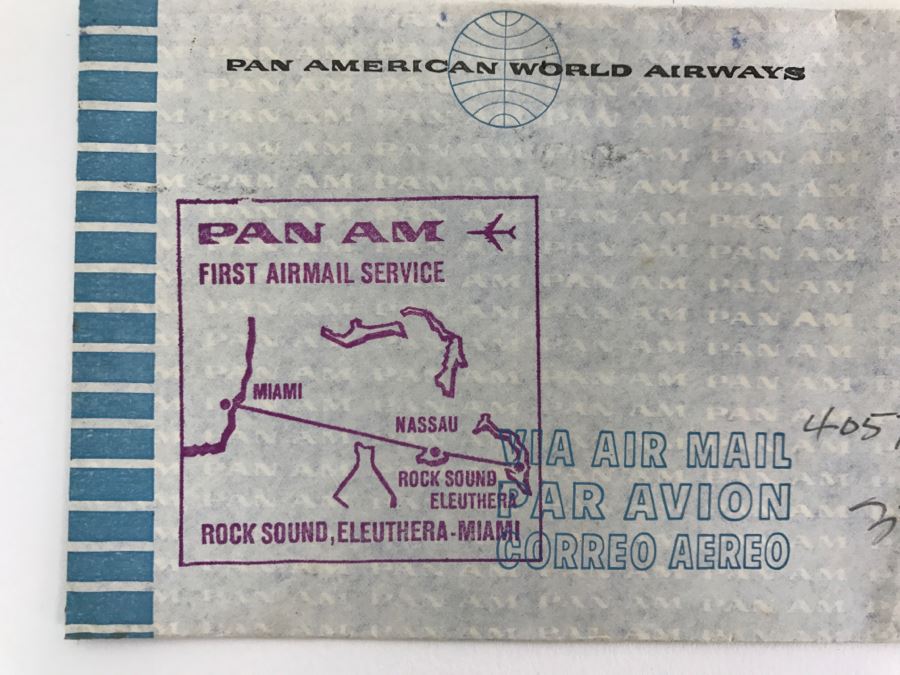 PAN AMERICAN WORLD AIRWAYS
PAN AM
FIRST AIRMAIL SERVICE
MIAMI
NASSAU
ROCK SOUND
ELEUTHERA
ROCK SOUND, ELEUTHERA-MIAMI
VIA AIR MAIL
PAR AVION
CORREO AEREO